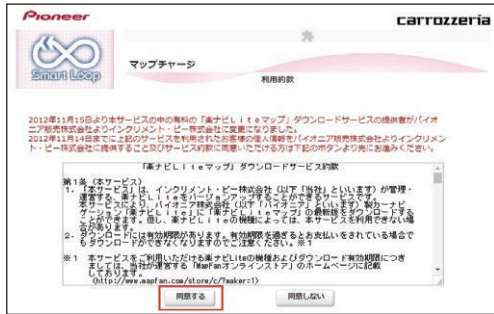 Pioneer
carrozzeria
Smart Loop
マップチャージ
利用約款
2012年11月15日より本サービスの中の有料の「楽ナビLiteマップ」ダウンロードサービスの提供者がパイオ
ニア販売株式会社よりインクリメント・ピー株式会社に変更になりました。
2012年11月14日までに上記のサービスを利用されたお客様の個人情報をパイオニア販売株式会社よりインクリメン
ト・ピー株式会社に提供すること及びサービス約款に同意いただける方は下記のボタンより先にお進みください。
「楽ナビLiteマップ」ダウンロードサービス約款
第1条（本サービス）
1. 「本サービス」は、インクリメント・ピー株式会社（以下「当社」といいます）が管理・
運営する、楽ナビLiteをバージョンアップすることができるサービスです。
本サービスにより、パイオニア株式会社（以下「パイオニア」といいます）製カーナビ
ゲーション「楽ナビLite」に「楽ナビLiteマップ」の最新版をダウンロードする
ことができます。但し、楽ナビLiteの機種によっては、本サービスを利用できない場
合があります。
2. ダウンロードには有効期限があります。有効期限を過ぎるとお支払いをされている場合で
もダウンロードができなくなりますのでご注意ください。※1
※1 本サービスをご利用いただける楽ナビLiteの機種およびダウンロード有効期限につき
ましては、当社が運営する「MapFanオンラインストア」のホームページに記載
しております。
(http://www.mapfan.com/store/c/?maker=1)
同意する
同意しない